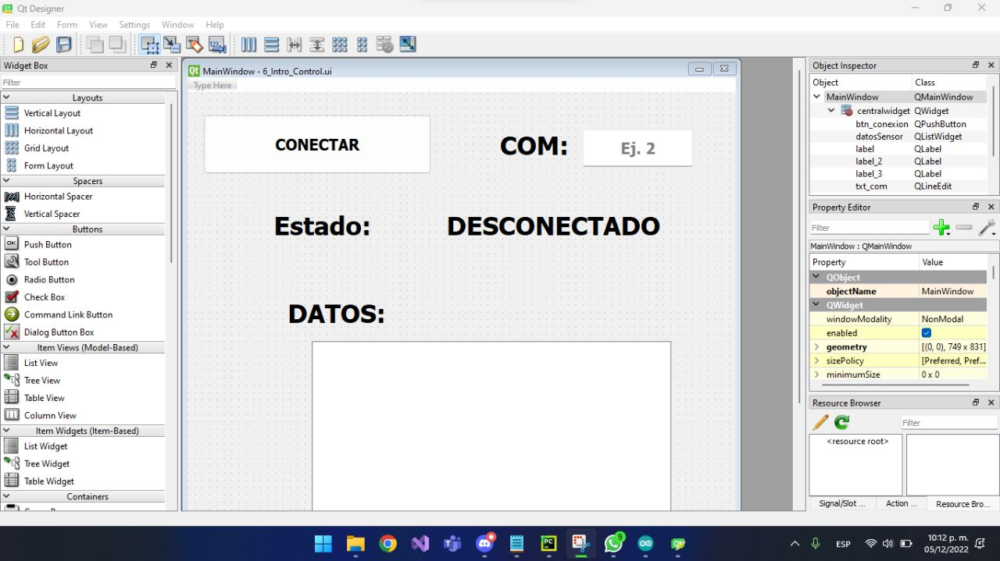 Qt Designer
File Edit Form View Settings Window Help
Widget Box
Filter
Layouts
Vertical Layout
Horizontal Layout
Grid Layout
Form Layout
Spacers
Horizontal Spacer
Vertical Spacer
Buttons
OK Push Button
Tool Button
Radio Button
Check Box
Command Link Button
Dialog Button Box
Item Views (Model-Based)
List View
Tree View
Table View
Column View
Item Widgets (Item-Based)
List Widget
Tree Widget
Table Widget
Containers
Qt MainWindow - 6_Intro_Control.ui
Type Here
CONECTAR
COM: Ej. 2
Estado: DESCONECTADO
DATOS:
Object Inspector
Object Class
MainWindow QMainWindow
centralwidget QWidget
btn_conexion QPushButton
datosSensor QListWidget
label QLabel
label_2 QLabel
label_3 QLabel
txt_com QLineEdit
Property Editor
Filter
MainWindow : QMainWindow
Property Value
QObject
objectName MainWindow
QWidget
windowModality NonModal
enabled
geometry [(0, 0), 749 x 831]
sizePolicy [Preferred, Pref...
minimumSize 0 x 0
Resource Browser
Filter
<resource root>
Signal/Slot ... Action ... Resource Bro...
PC
9
ESP
10:12 p. m.
05/12/2022